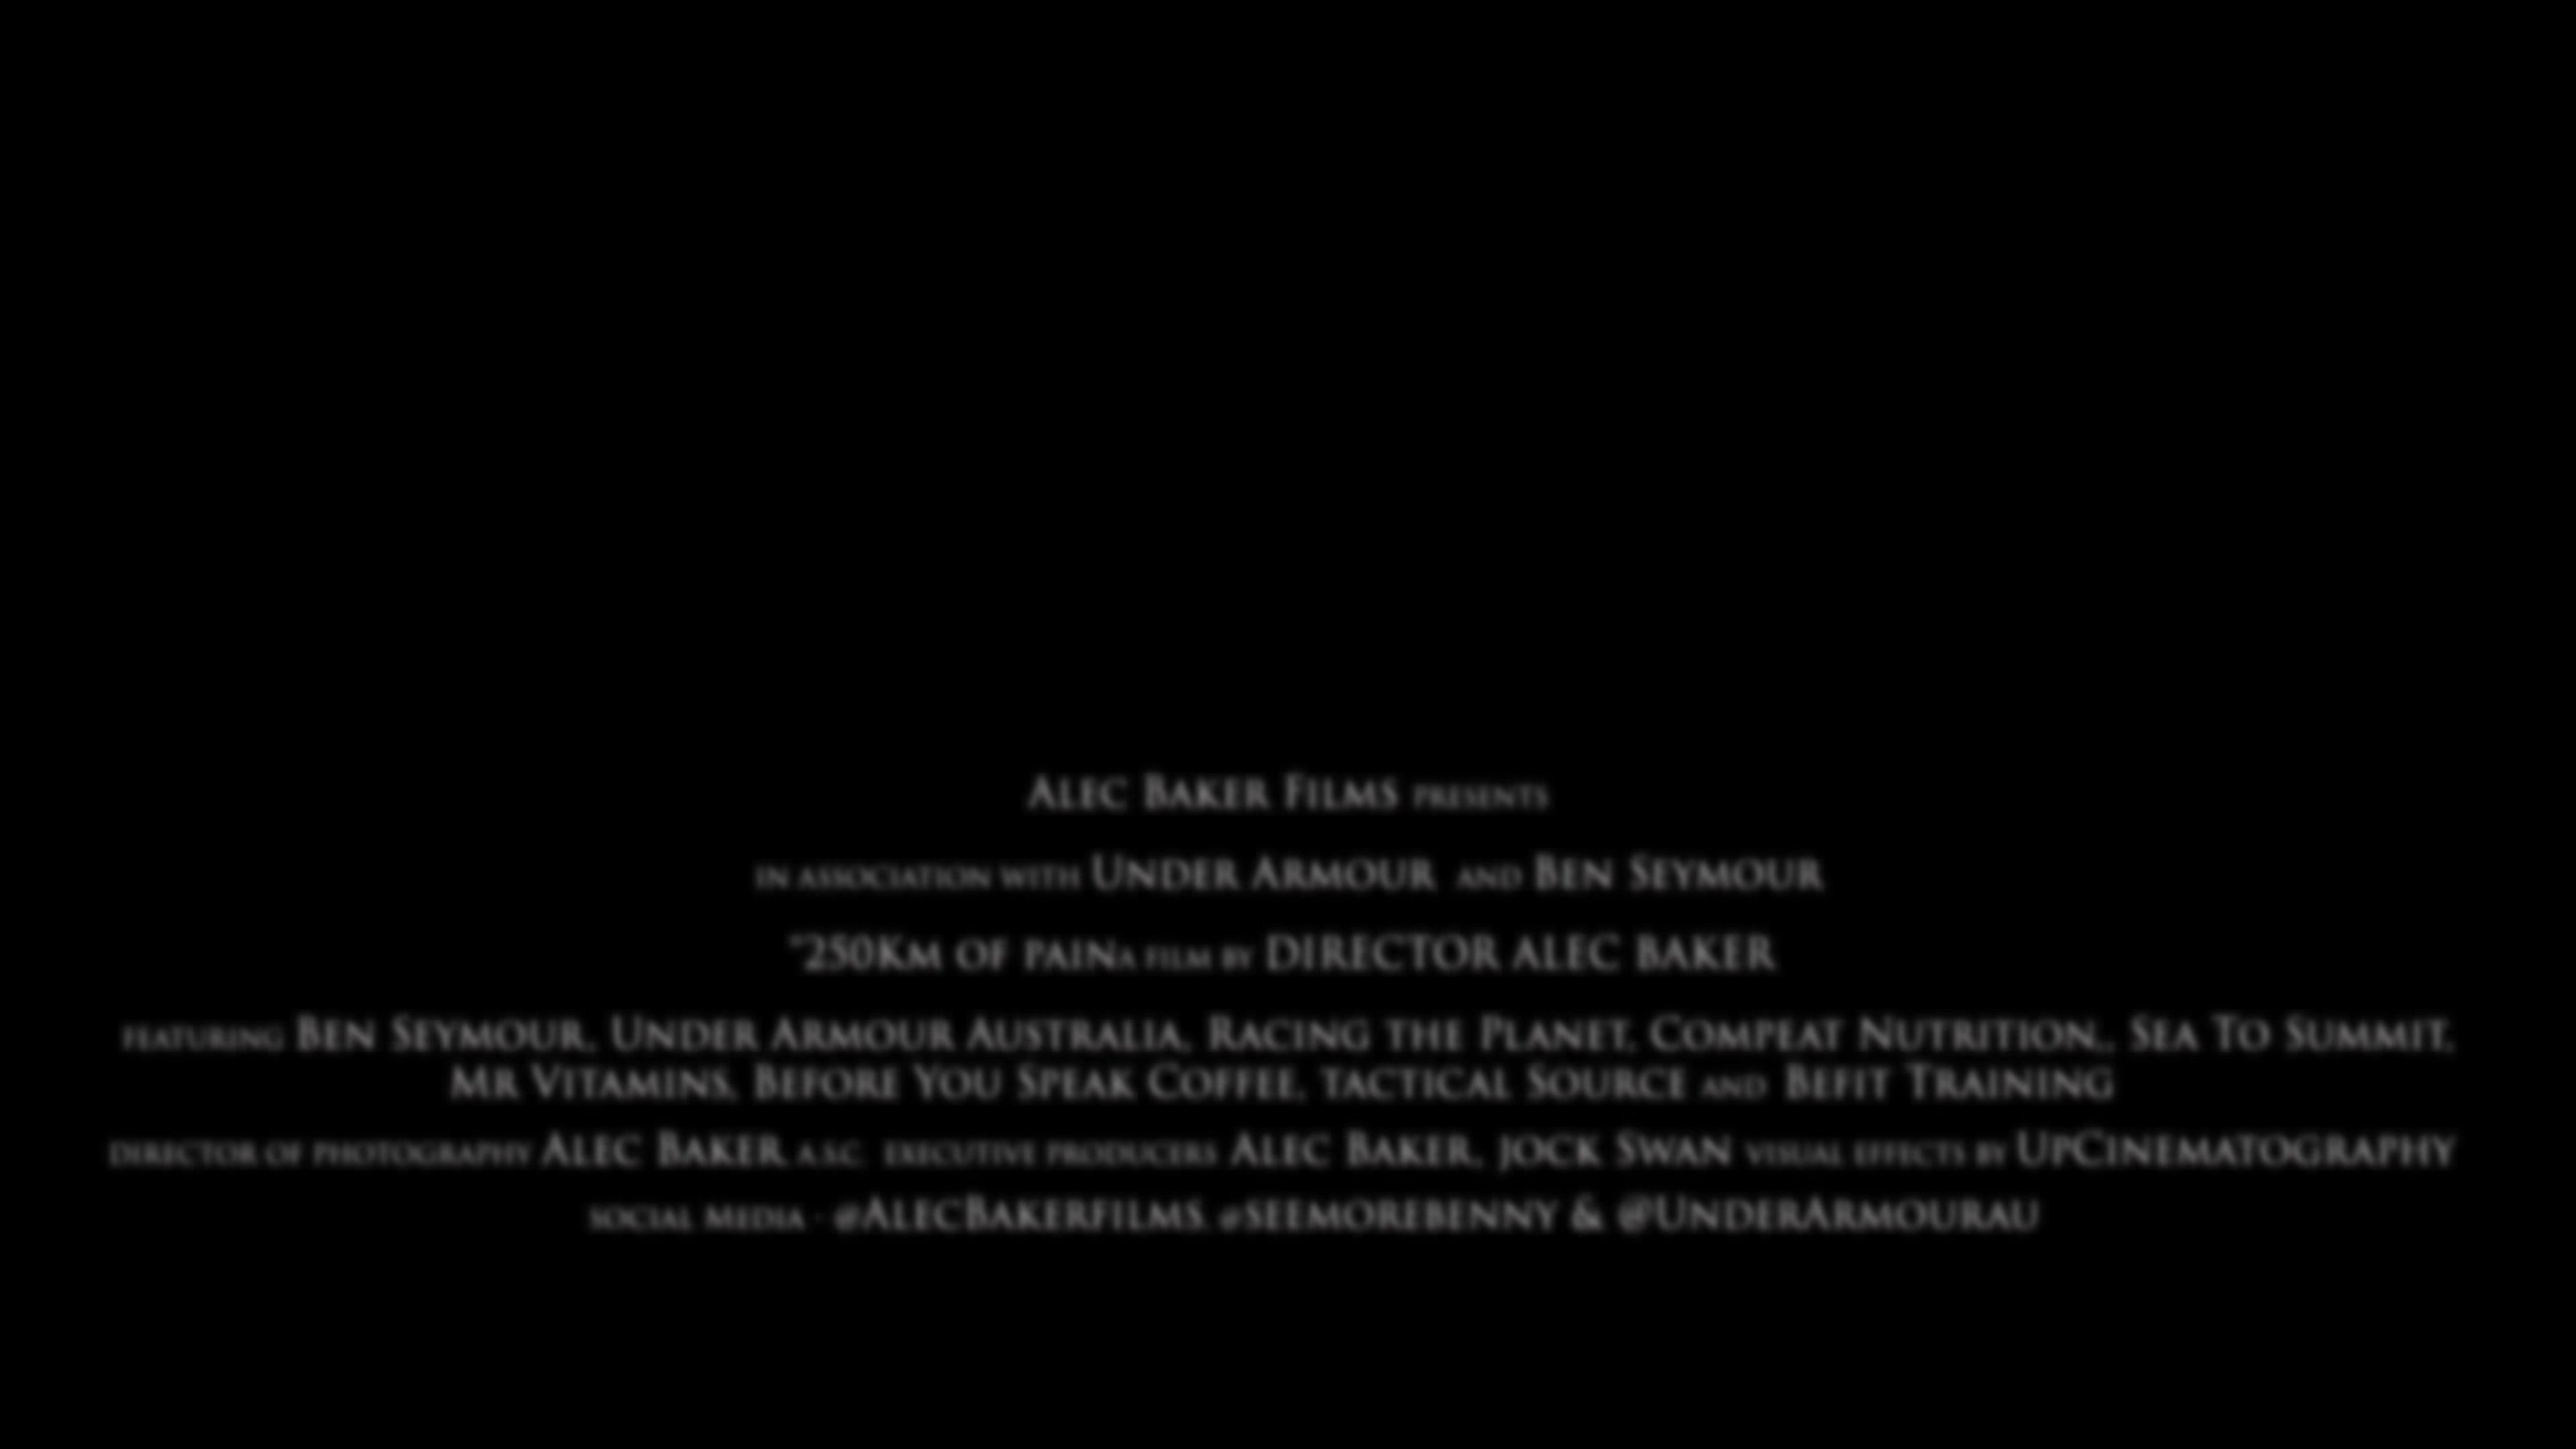 ALEC BAKER FILMS PRESENTS
IN ASSOCIATION WITH UNDER ARMOUR AND BEN SEYMOUR
"250KM OF PAINA FILM BY DIRECTOR ALEC BAKER
FEATURING BEN SEYMOUR, UNDER ARMOUR AUSTRALIA, RACING THE PLANET, COMPEAT NUTRITION,, SEA TO SUMMIT,
MR VITAMINS, BEFORE YOU SPEAK COFFEE, TACTICAL SOURCE AND BEFIT TRAINING
DIRECTOR OF PHOTOGRAPHY ALEC BAKER A.S.C. EXECUTIVE PRODUCERS ALEC BAKER, JOCK SWAN VISUAL EFFECTS BY UPCINEMATOGRAPHY
SOCIAL MEDIA - @ALECBAKERFILMS, @SEEMOREBENNY & @UNDERARMOURAU